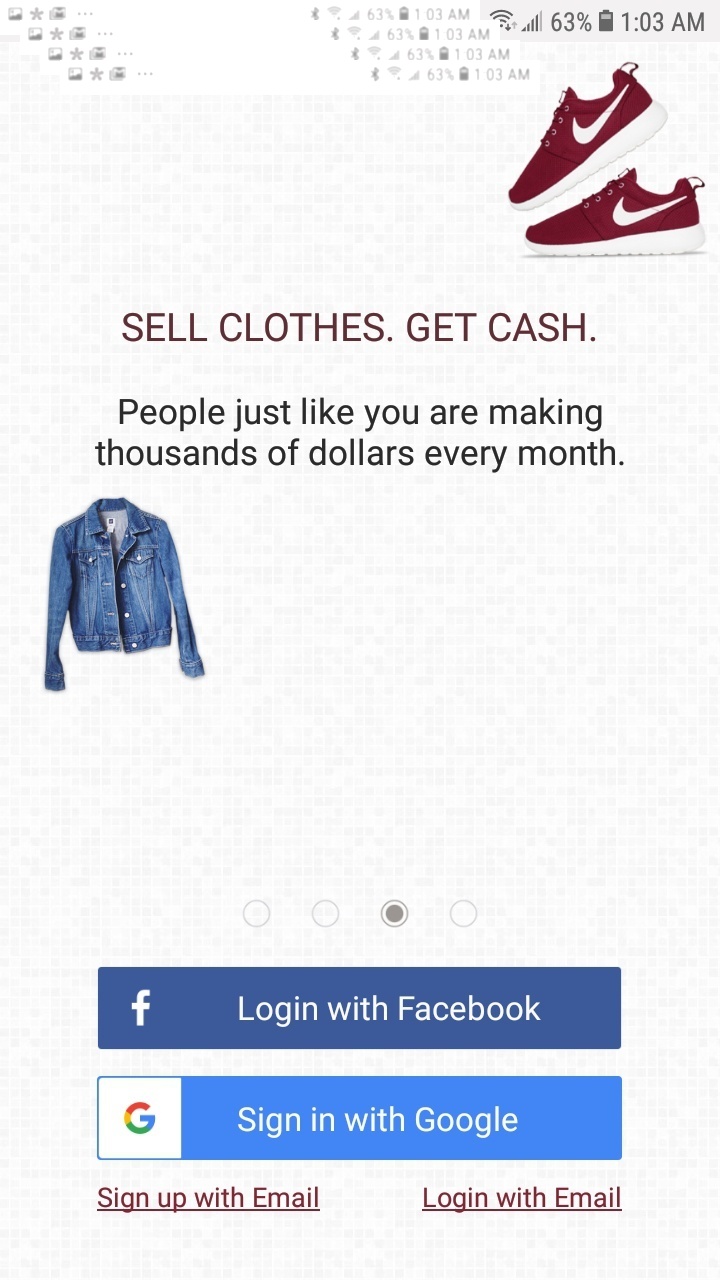 63% 1:03 AM
63% 1:03 AM
63% 1:03 AM
63% 1:03 AM
63% 1:03 AM
SELL CLOTHES. GET CASH.
People just like you are making
thousands of dollars every month.
f Login with Facebook
G Sign in with Google
Sign up with Email Login with Email